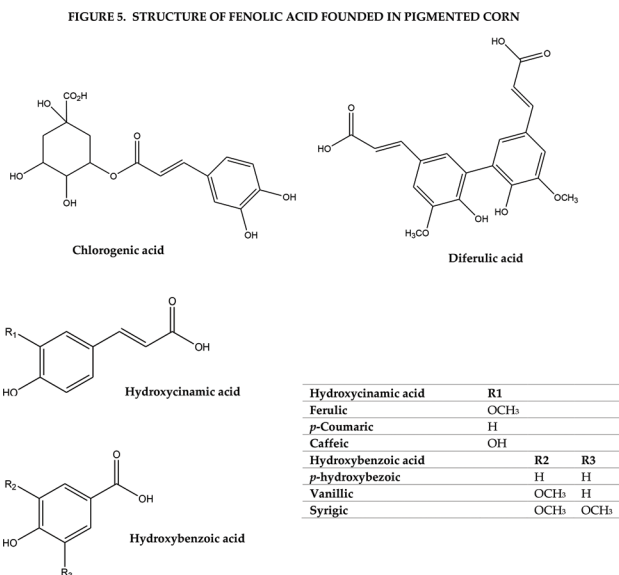 FIGURE 5. STRUCTURE OF FENOLIC ACID FOUNDED IN PIGMENTED CORN
HO
CO₂H
HO
OH
O
O
OH
OH
Chlorogenic acid
HO
O
O
HO
OH
HO
OCH₃
H₃CO
Diferulic acid
R₁
O
OH
HO
Hydroxycinamic acid
R₂
O
OH
HO
R₃
Hydroxybenzoic acid
Hydroxycinamic acid R1
Ferulic OCH₃
p-Coumaric H
Caffeic OH
Hydroxybenzoic acid R2 R3
p-hydroxybezoic H H
Vanillic OCH₃ H
Syrigic OCH₃ OCH₃